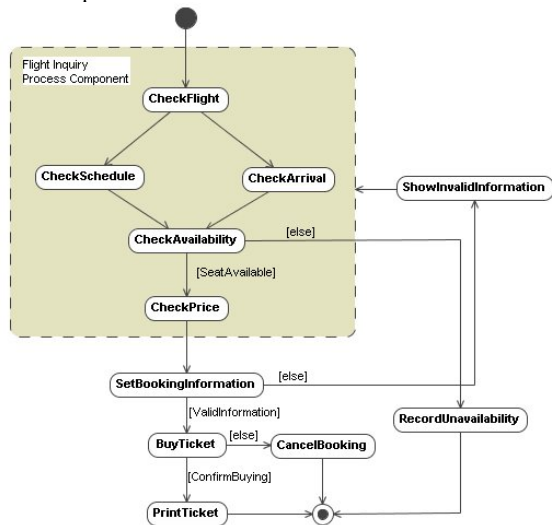 Flight Inquiry
Process Component
CheckFlight
CheckSchedule
CheckArrival
ShowInvalidInformation
CheckAvailability
[else]
[SeatAvailable]
CheckPrice
SetBookingInformation
[else]
[ValidInformation]
RecordUnavailability
BuyTicket
[else]
CancelBooking
[ConfirmBuying]
PrintTicket